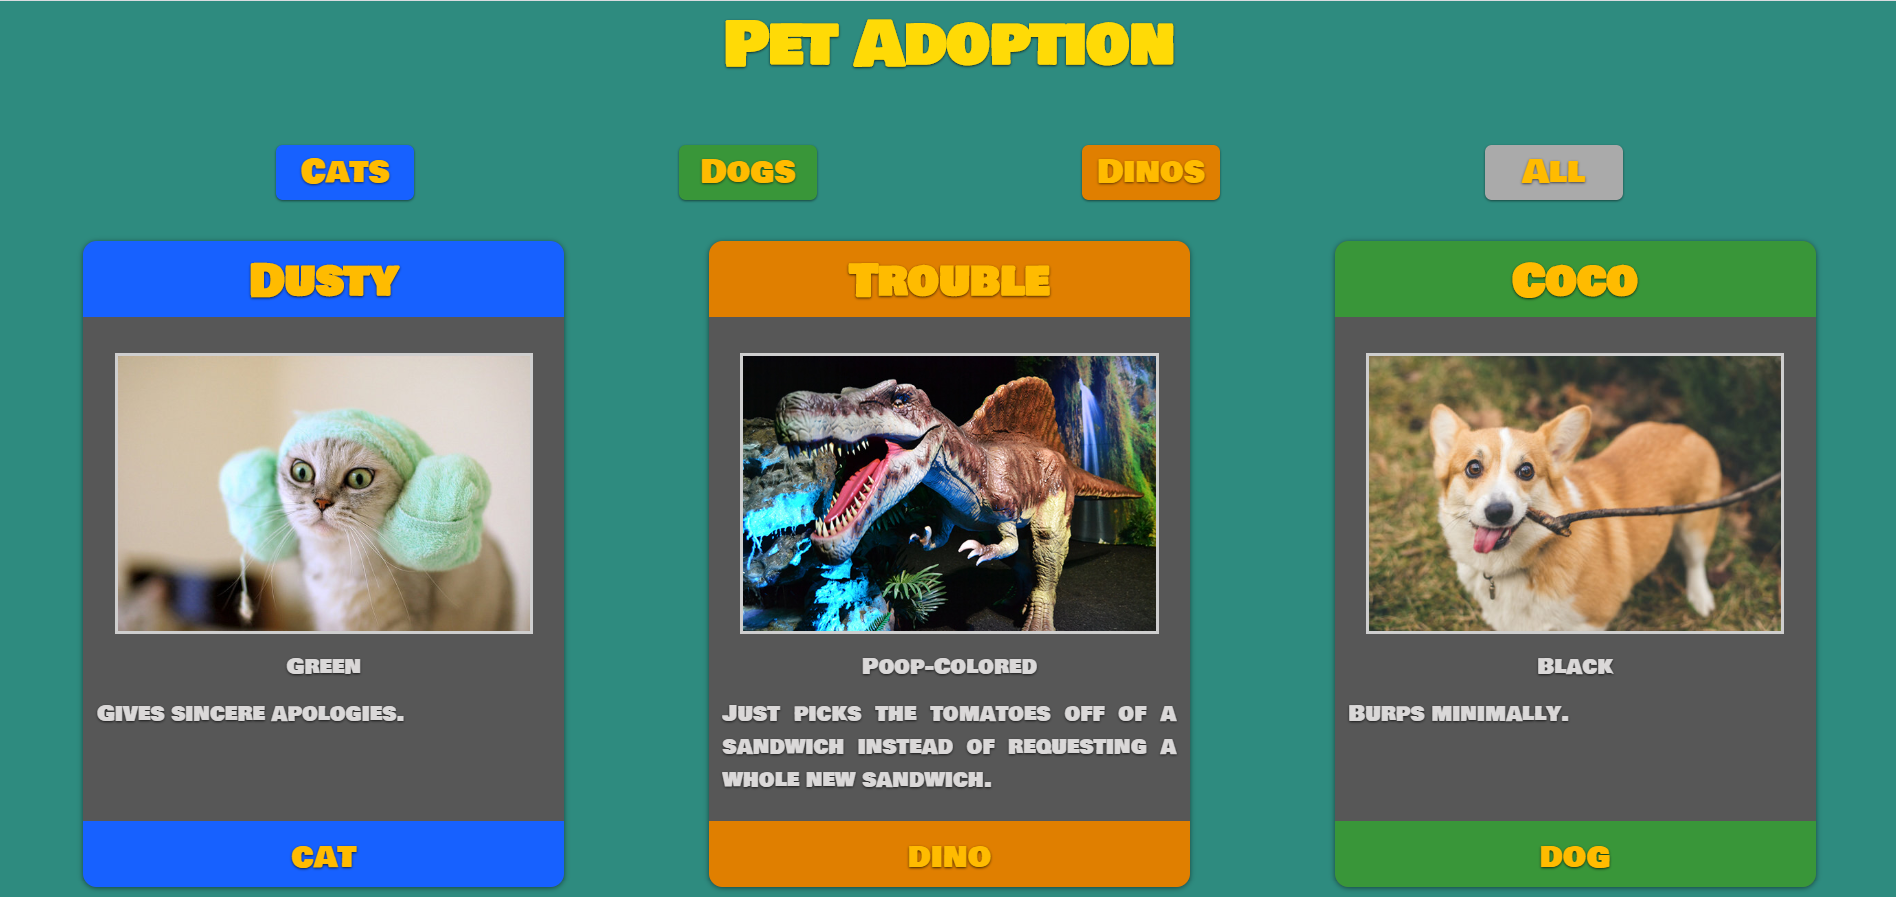 Pet Adoption
Cats
Dogs
Dinos
All
Dusty
Green
Gives sincere apologies.
cat
Trouble
Poop-Colored
Just picks the tomatoes off of a
sandwich instead of requesting a
whole new sandwich.
dino
Coco
Black
Burps minimally.
dog